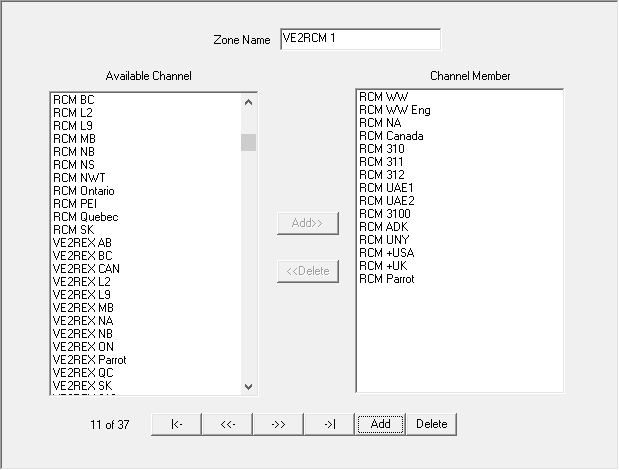 Zone Name
VE2RCM 1
Available Channel
RCM BC
RCM L2
RCM L9
RCM MB
RCM NB
RCM NS
RCM NWT
RCM Ontario
RCM PEI
RCM Quebec
RCM SK
VE2REX AB
VE2REX BC
VE2REX CAN
VE2REX L2
VE2REX L9
VE2REX MB
VE2REX NA
VE2REX NB
VE2REX ON
VE2REX Parrot
VE2REX QC
VE2REX SK
Add>>
<<Delete
Channel Member
RCM WW
RCM WW Eng
RCM NA
RCM Canada
RCM 310
RCM 311
RCM 312
RCM UAE1
RCM UAE2
RCM 3100
RCM ADK
RCM UNY
RCM +USA
RCM +UK
RCM Parrot
11 of 37
|<-
<<-
->>
->|
Add
Delete